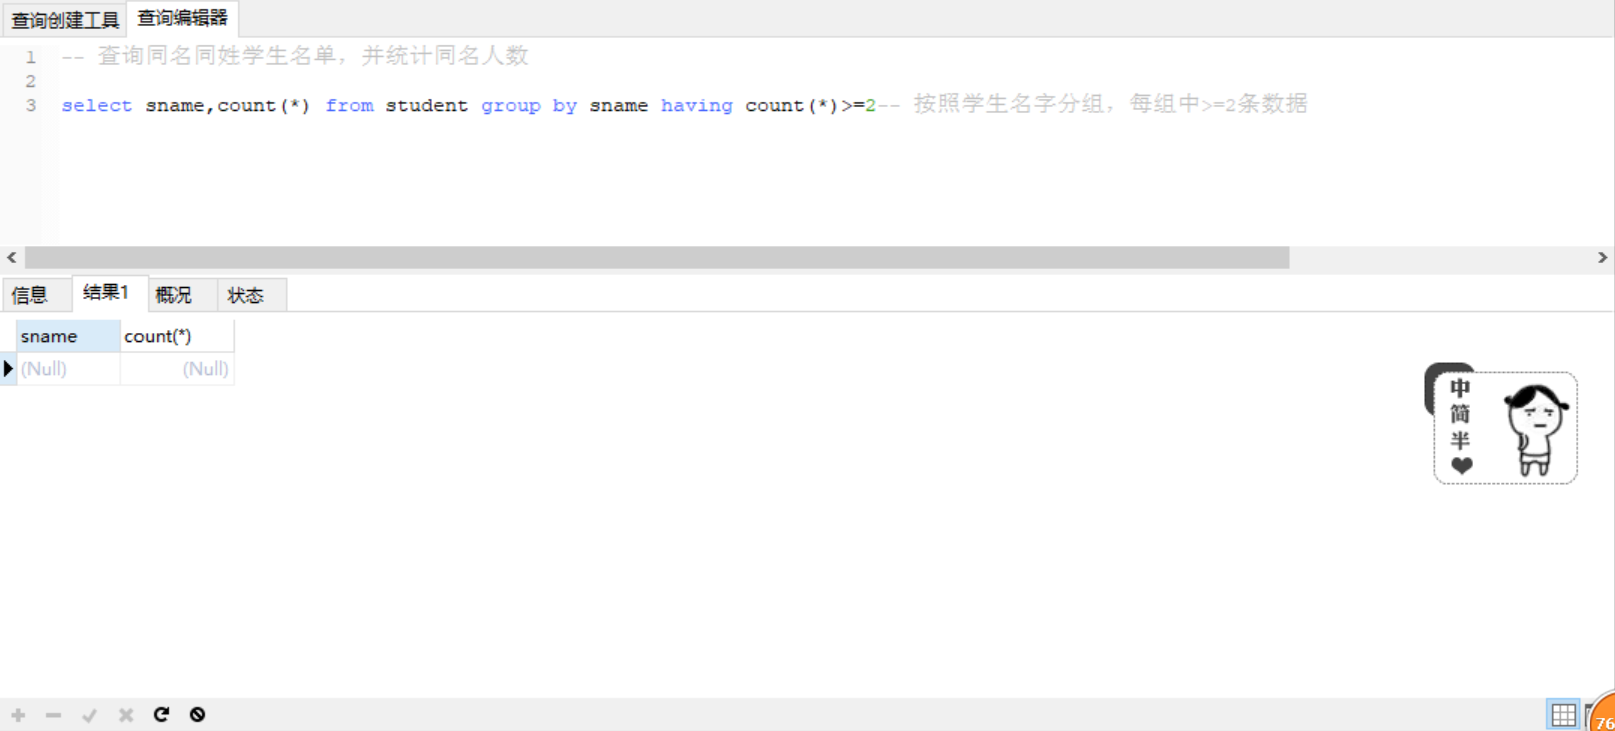 查询创建工具 查询编辑器
1 -- 查询同名同姓学生名单，并统计同名人数
2
3 select sname,count(*) from student group by sname having count(*)>=2-- 按照学生名字分组，每组中>=2条数据
信息 结果1 概况 状态
sname count(*)
(Null) (Null)
中
简
半
76